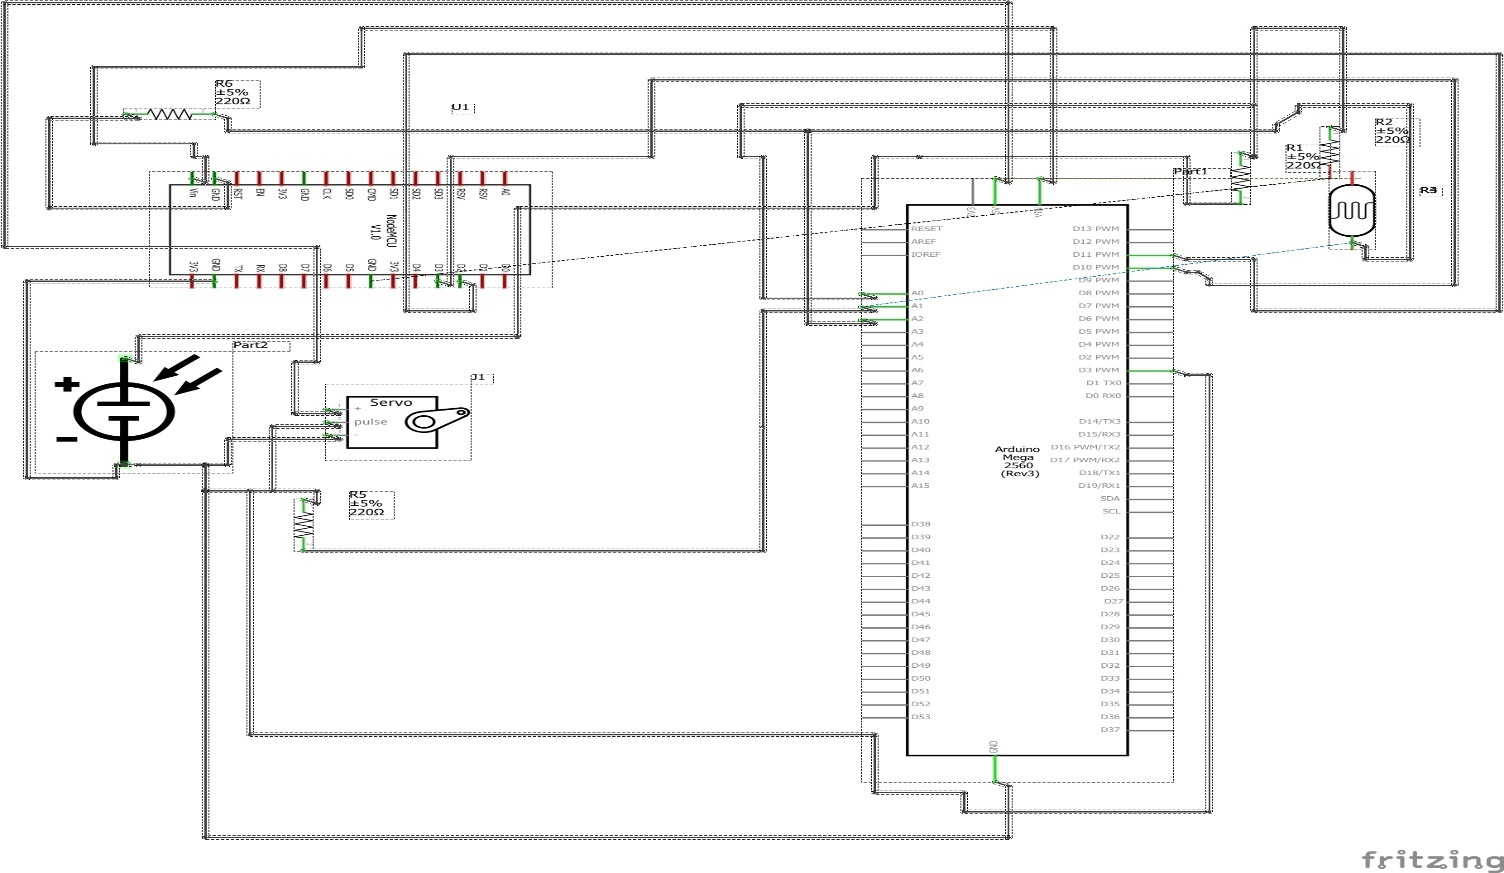 R6
±5%
220Ω
U1
R2
±5%
220Ω
R1
±5%
220Ω
Part1
Vin
GND
RST
EN
3V3
GND
CLK
SD0
CMD
SD1
SD2
SD3
RSV
RSV
A0
NodeMCU
V1.0
3V3
GND
TX
RX
D8
D7
D6
D5
GND
3V3
D1
D0
RESET
AREF
IOREF
A0
A1
A2
A3
A4
A5
A6
A7
A8
A9
A10
A11
A12
A13
A14
A15
D38
D39
D40
D41
D42
D43
D44
D45
D46
D47
D48
D49
D50
D51
D52
D53
Arduino
Mega
2560
(Rev3)
D13 PWM
D12 PWM
D11 PWM
D10 PWM
D9 PWM
D8 PWM
D7 PWM
D6 PWM
D5 PWM
D4 PWM
D2 PWM
D3 PWM
D1 TX0
D0 RX0
D14/TX3
D15/RX3
D16 PWM/TX2
D17 PWM/RX2
D18/TX1
D19/RX1
SDA
SCL
D22
D23
D24
D25
D26
D27
D28
D29
D30
D31
D32
D33
D34
D35
D36
D37
GND
Part2
J1
Servo
+
pulse
-
R5
±5%
220Ω
fritzing